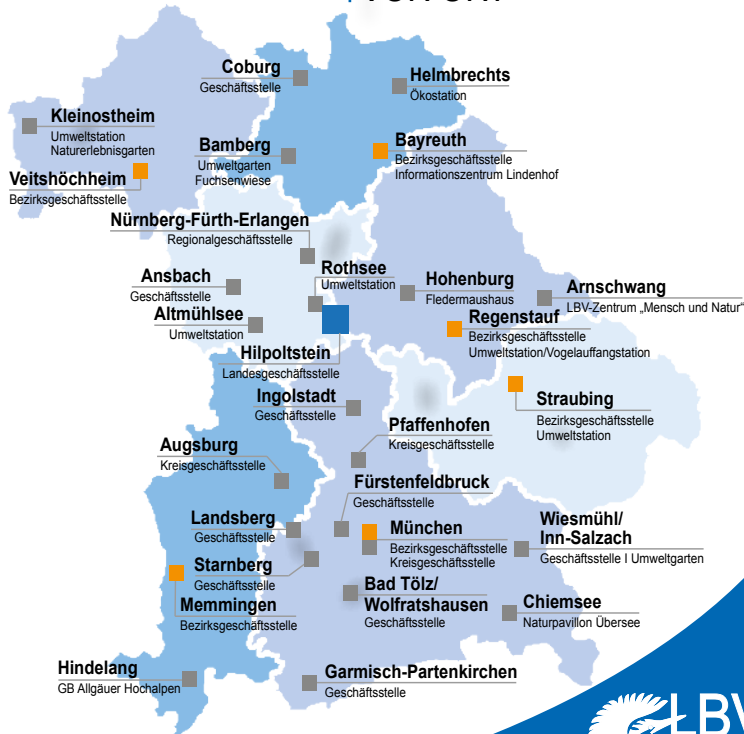 Coburg
Geschäftsstelle
Helmbrechts
Ökostation
Kleinostheim
Umweltstation
Naturerlebnisgarten
Bamberg
Umweltgarten
Fuchsenwiese
Bayreuth
Bezirksgeschäftsstelle
Informationszentrum Lindenhof
Veitshöchheim
Bezirksgeschäftsstelle
Nürnberg-Fürth-Erlangen
Regionalgeschäftsstelle
Rothsee
Umweltstation
Ansbach
Geschäftsstelle
Hohenburg
Fledermaushaus
Arnschwang
LBV-Zentrum „Mensch und Natur“
Altmühlsee
Umweltstation
Regenstauf
Bezirksgeschäftsstelle
Umweltstation/Vogelauffangstation
Hilpoltstein
Landesgeschäftsstelle
Ingolstadt
Geschäftsstelle
Straubing
Bezirksgeschäftsstelle
Umweltstation
Pfaffenhofen
Kreisgeschäftsstelle
Augsburg
Kreisgeschäftsstelle
Fürstenfeldbruck
Geschäftsstelle
Landsberg
Geschäftsstelle
München
Bezirksgeschäftsstelle
Kreisgeschäftsstelle
Wiesmühl/
Inn-Salzach
Geschäftsstelle I Umweltgarten
Starnberg
Geschäftsstelle
Bad Tölz/
Wolfratshausen
Geschäftsstelle
Memmingen
Bezirksgeschäftsstelle
Chiemsee
Naturpavillon Übersee
Hindelang
GB Allgäuer Hochalpen
Garmisch-Partenkirchen
Geschäftsstelle
LBV